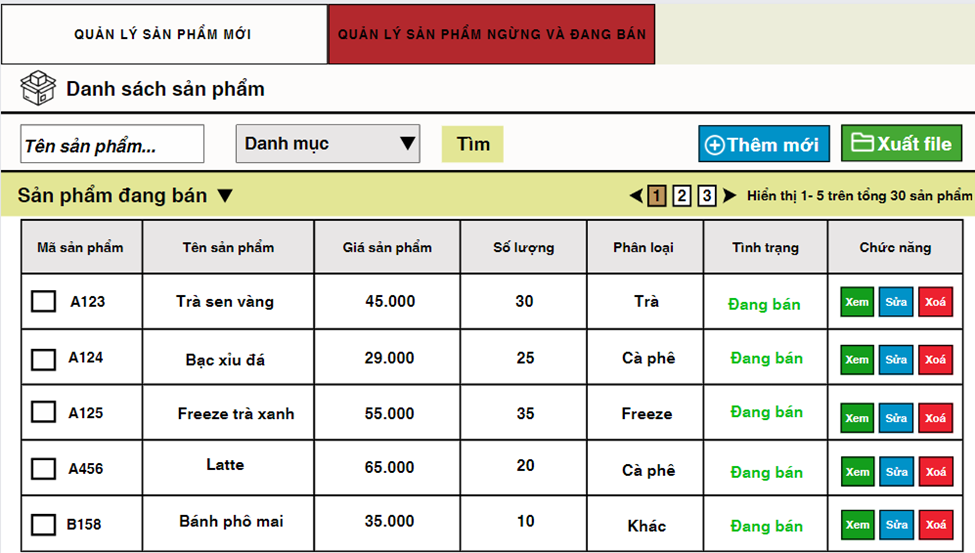 QUẢN LÝ SẢN PHẨM MỚI
QUẢN LÝ SẢN PHẨM NGỪNG VÀ ĐANG BÁN
Danh sách sản phẩm
Tên sản phẩm...
Danh mục
Tìm
Thêm mới
Xuất file
Sản phẩm đang bán
1 2 3
Hiển thị 1- 5 trên tổng 30 sản phẩm
Mã sản phẩm Tên sản phẩm Giá sản phẩm Số lượng Phân loại Tình trạng Chức năng
A123 Trà sen vàng 45.000 30 Trà Đang bán Xem Sửa Xoá
A124 Bạc xỉu đá 29.000 25 Cà phê Đang bán Xem Sửa Xoá
A125 Freeze trà xanh 55.000 35 Freeze Đang bán Xem Sửa Xoá
A456 Latte 65.000 20 Cà phê Đang bán Xem Sửa Xoá
B158 Bánh phô mai 35.000 10 Khác Đang bán Xem Sửa Xoá